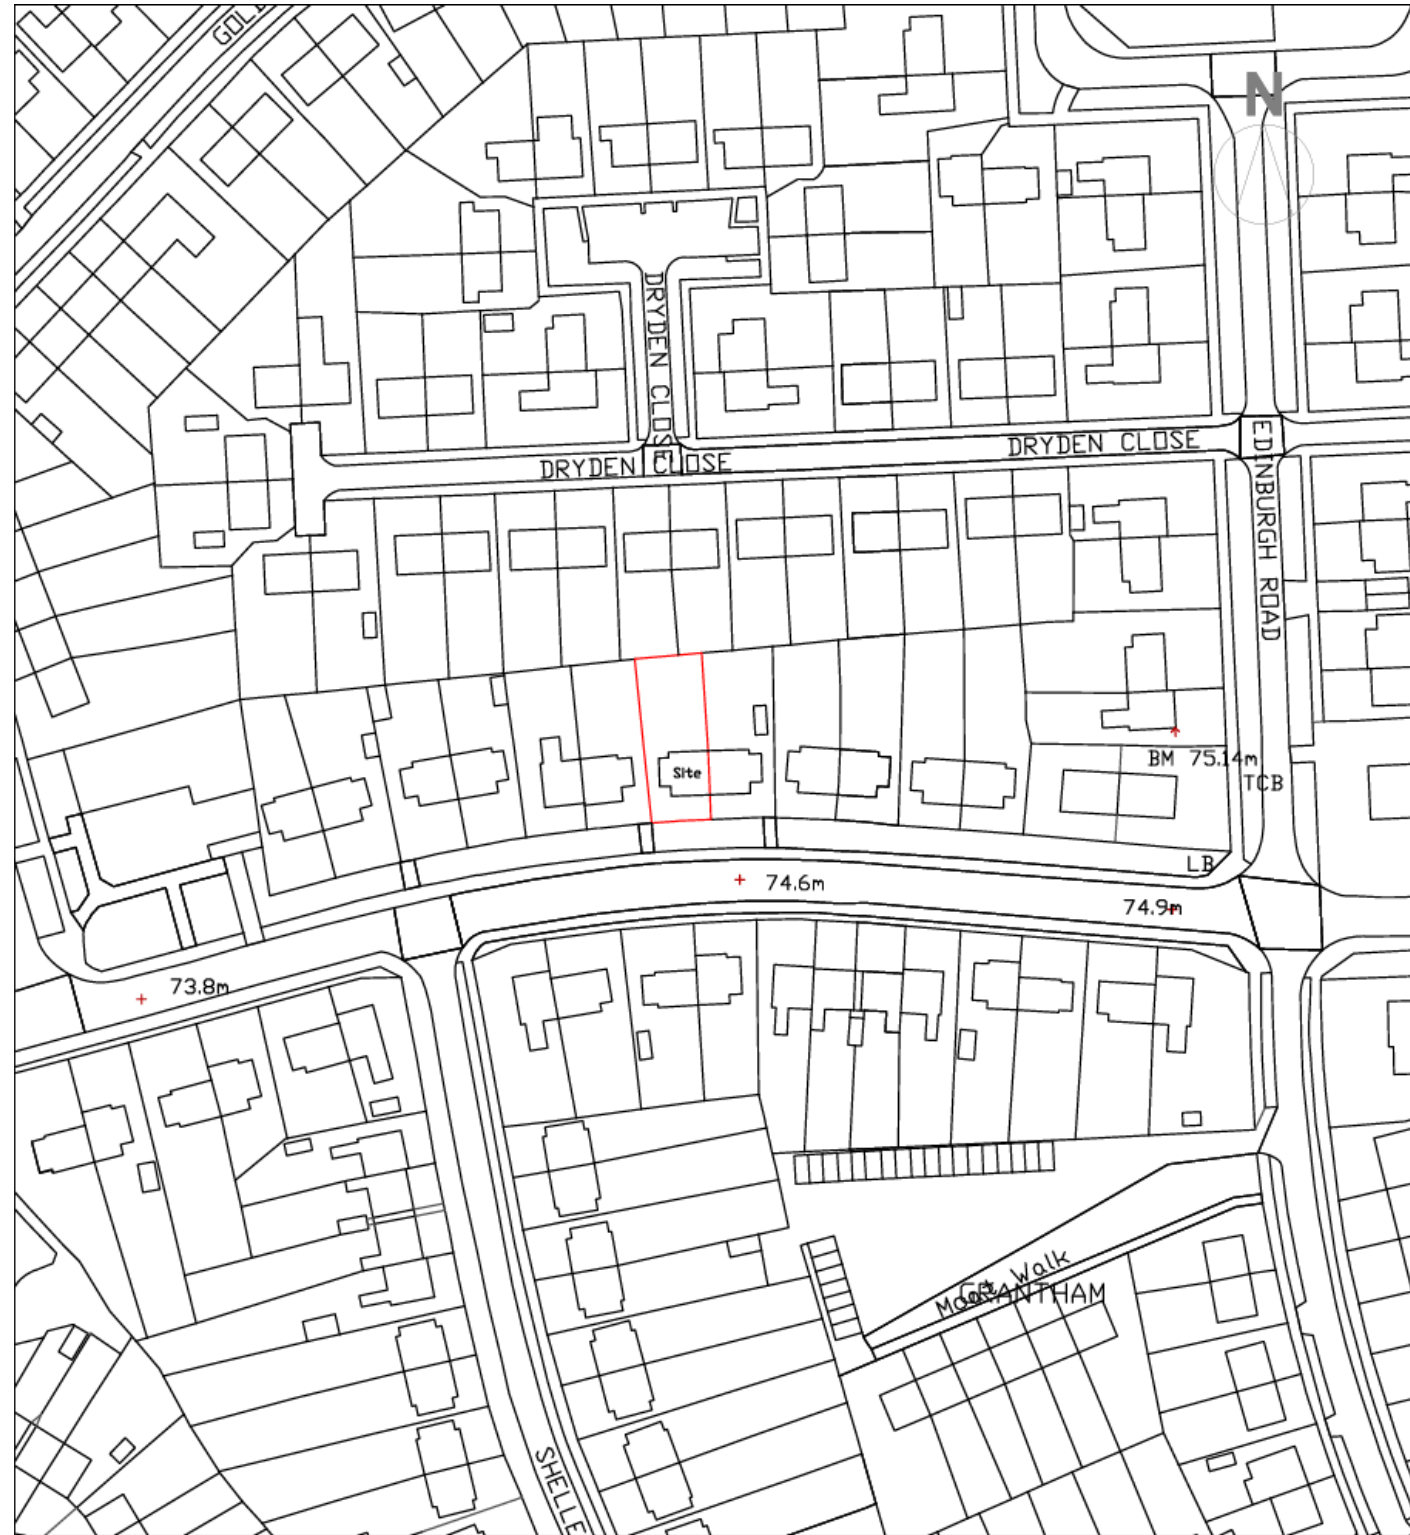 N
DRYDEN CLOSE
DRYDEN CLOSE
DRYDEN CLOSE
EDINBURGH ROAD
Site
BM 75.14m
TCB
LB
74.6m
74.9m
73.8m
Moot Walk
GRANTHAM